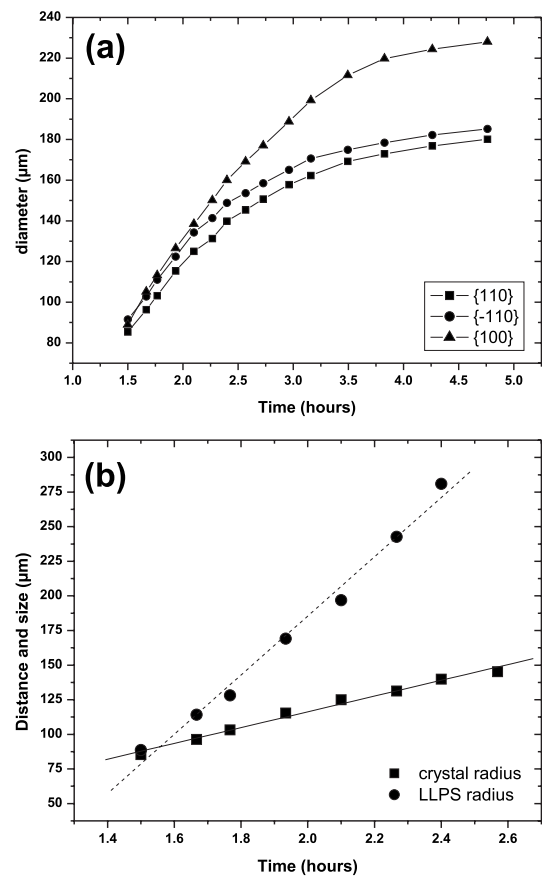 (a)
240
220
200
180
160
140
120
100
80
diameter (μm)
{110}
{-110}
{100}
1.0 1.5 2.0 2.5 3.0 3.5 4.0 4.5 5.0
Time (hours)
(b)
300
275
250
225
200
175
150
125
100
75
50
Distance and size (μm)
crystal radius
LLPS radius
1.4 1.6 1.8 2.0 2.2 2.4 2.6
Time (hours)